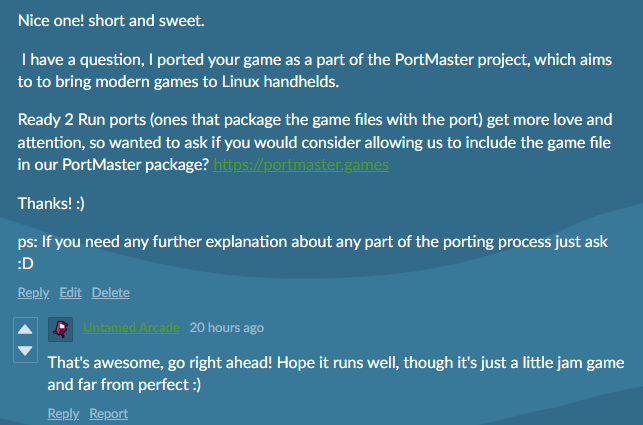 Nice one! short and sweet.
I have a question, I ported your game as a part of the PortMaster project, which aims
to to bring modern games to Linux handhelds.
Ready 2 Run ports (ones that package the game files with the port) get more love and
attention, so wanted to ask if you would consider allowing us to include the game file
in our PortMaster package? https://portmaster.games
Thanks! :)
ps: If you need any further explanation about any part of the porting process just ask
:D
Reply Edit Delete
Untamed Arcade 20 hours ago
That's awesome, go right ahead! Hope it runs well, though it's just a little jam game
and far from perfect :)
Reply Report